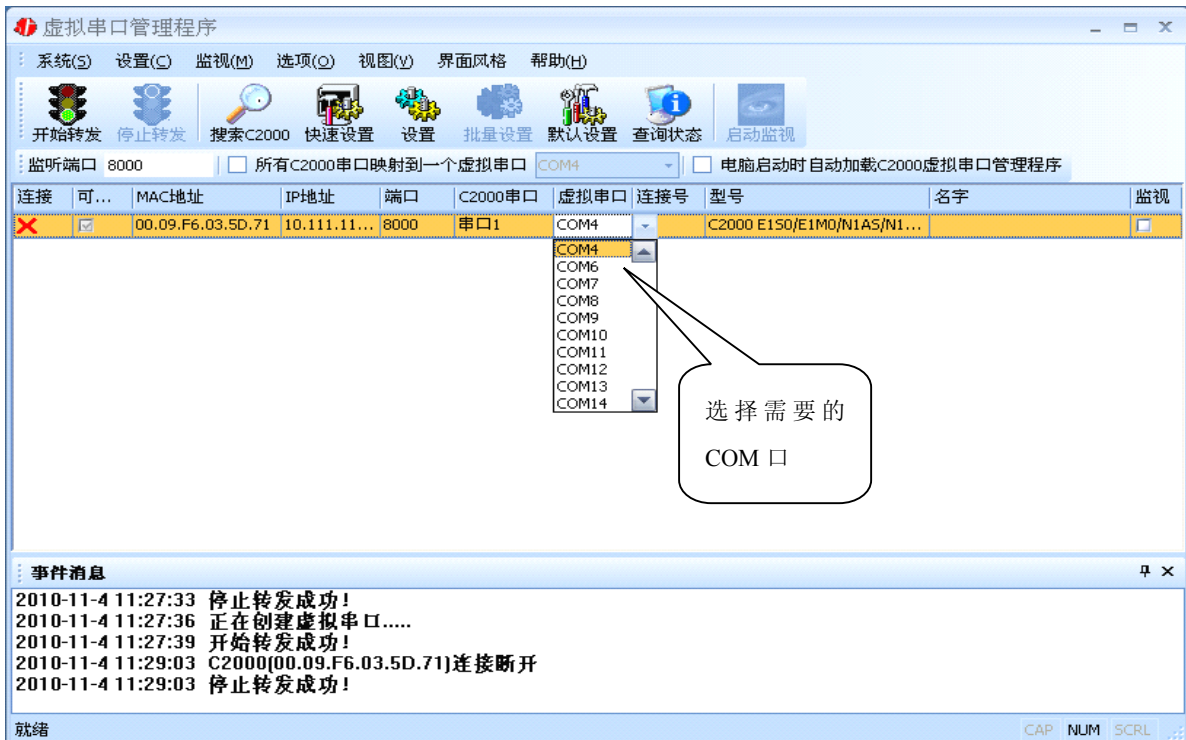 虚拟串口管理程序
系统(S) 设置(C) 监视(M) 选项(O) 视图(V) 界面风格 帮助(H)
开始转发 停止转发 搜索C2000 快速设置 设置 批量设置 默认设置 查询状态 启动监视
监听端口 8000 所有C2000串口映射到一个虚拟串口 COM4 电脑启动时自动加载C2000虚拟串口管理程序
连接 可... MAC地址 IP地址 端口 C2000串口 虚拟串口 连接号 型号 名字 监视
00.09.F6.03.5D.71 10.111.11... 8000 串口1 COM4 C2000 E1S0/E1M0/N1AS/N1...
COM4
COM6
COM7
COM8
COM9
COM10
COM11
COM12
COM13
COM14
选择需要的
COM 口
事件消息
2010-11-4 11:27:33 停止转发成功!
2010-11-4 11:27:36 正在创建虚拟串口.....
2010-11-4 11:27:39 开始转发成功!
2010-11-4 11:29:03 C2000(00.09.F6.03.5D.71)连接断开
2010-11-4 11:29:03 停止转发成功!
就绪 CAP NUM SCRL